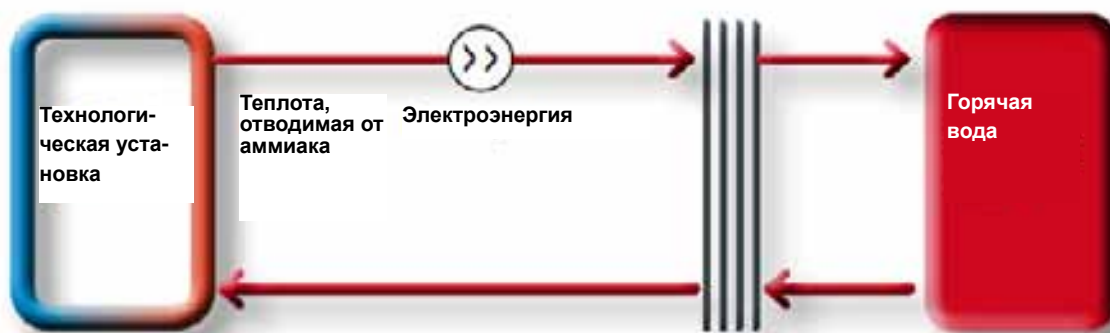 Технологи-
ческая уста-
новка
Теплота,
отводимая от
аммиака
Электроэнергия
Горячая
вода